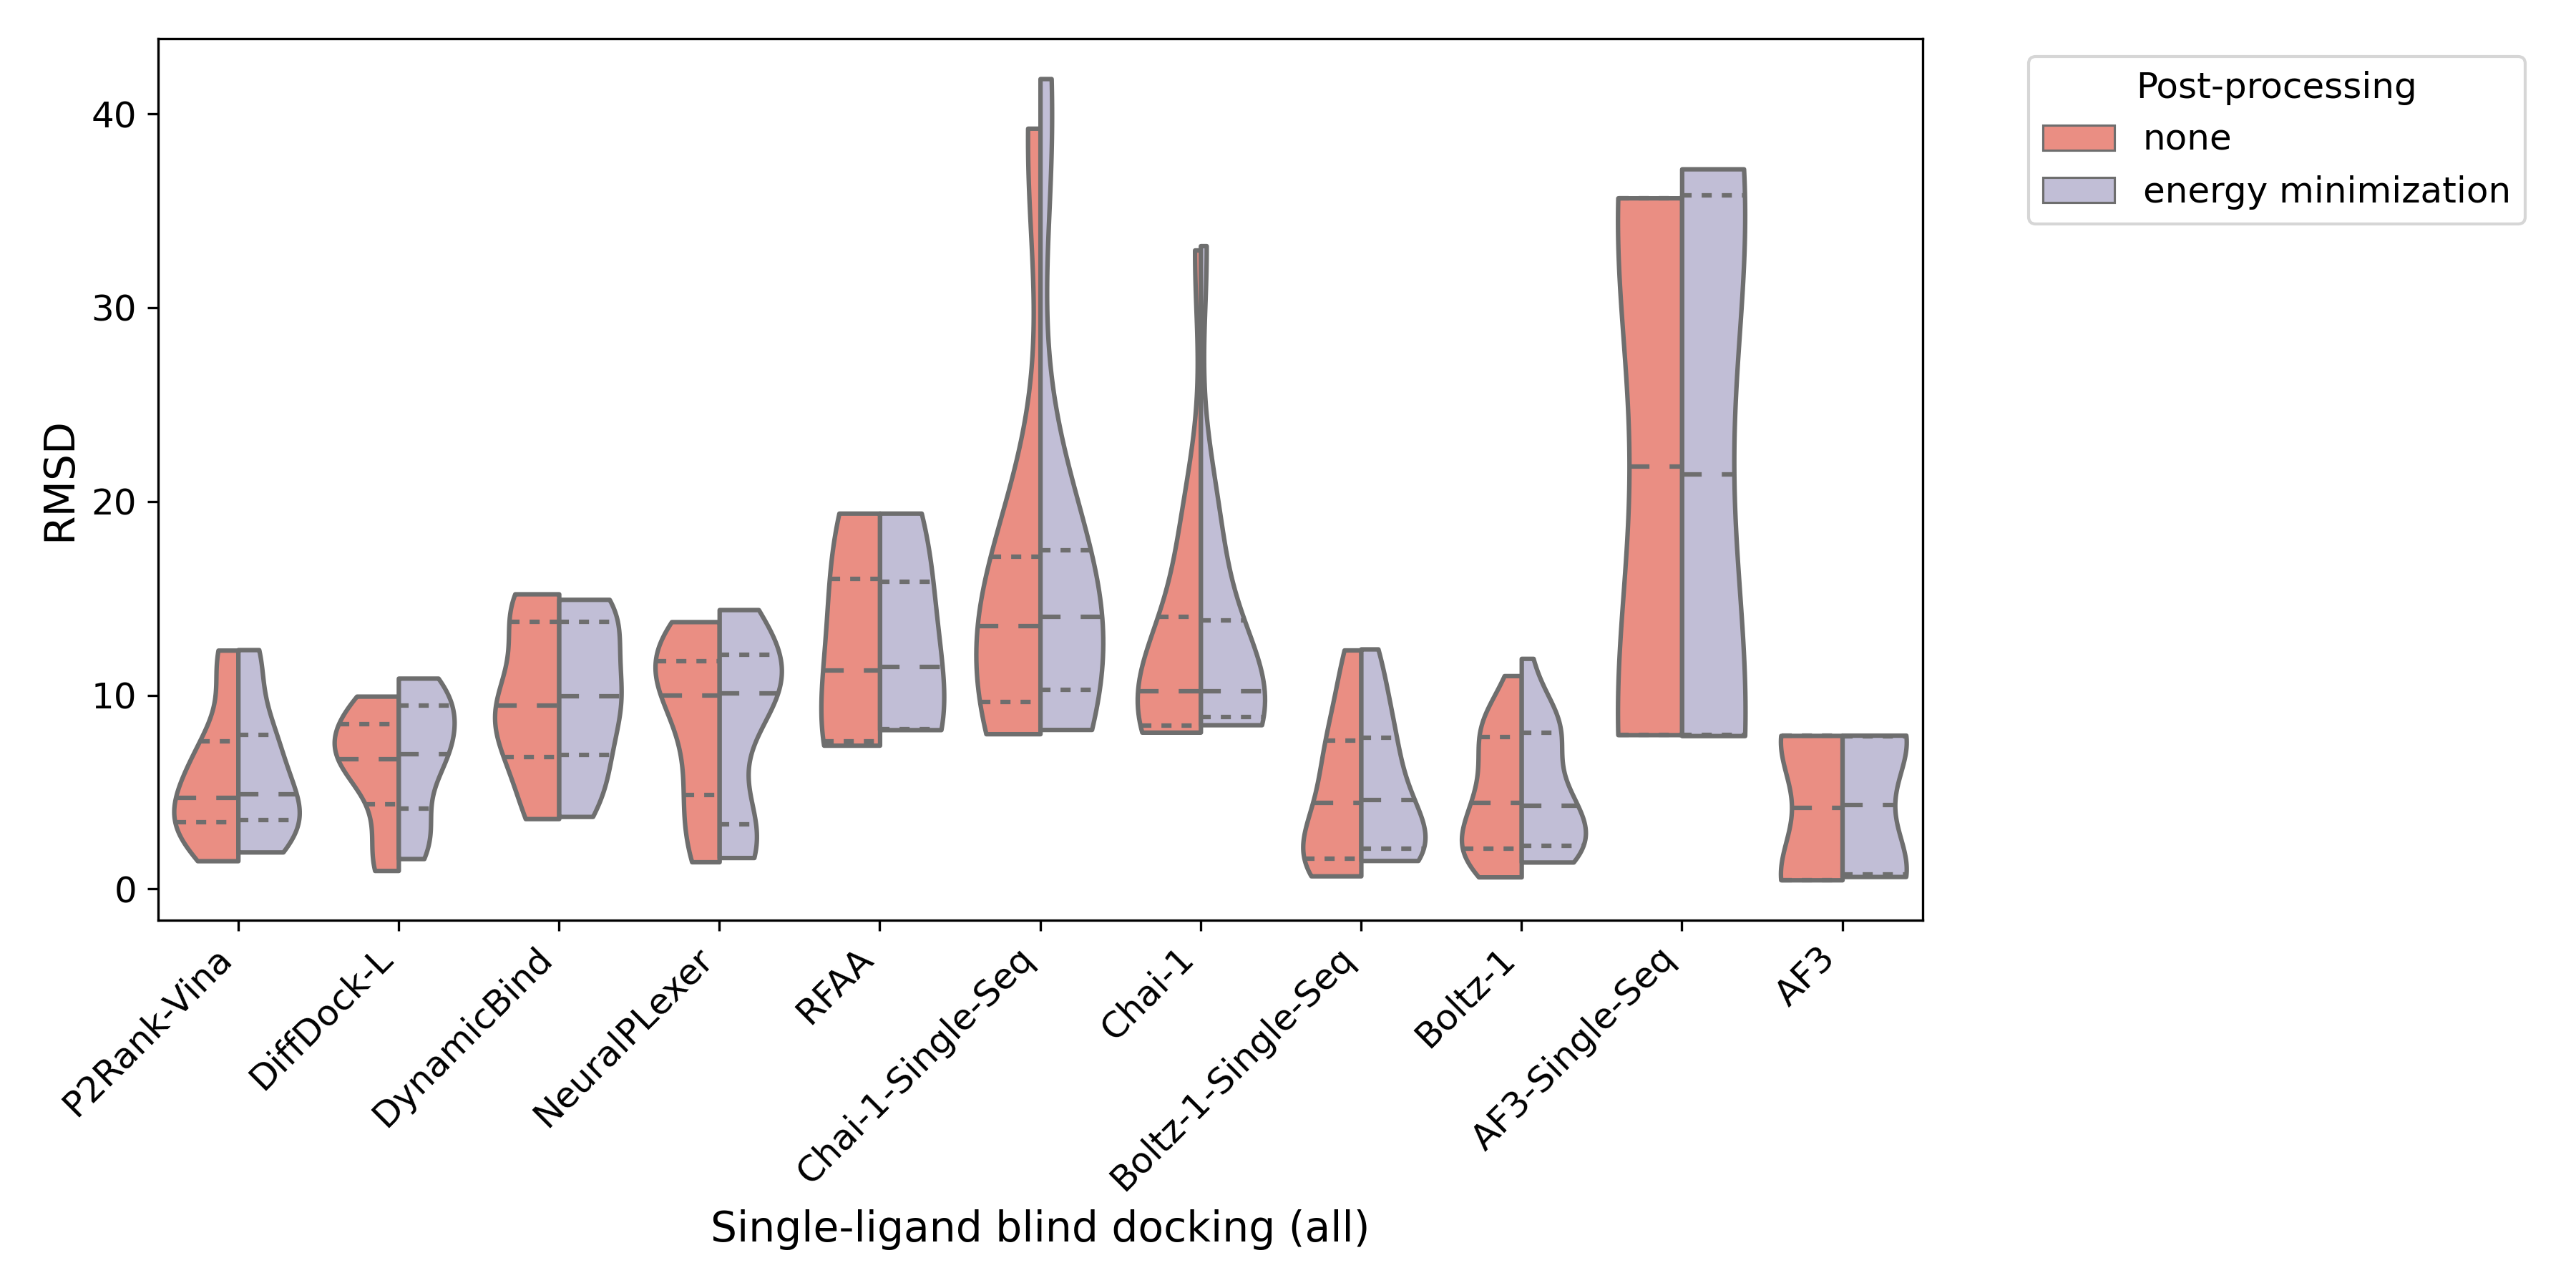 40
30
20
10
0
RMSD
P2Rank-Vina
DiffDock-L
DynamicBind
NeuralPLexer
RFAA
Chai-1-Single-Seq
Chai-1
Boltz-1-Single-Seq
Boltz-1
AF3-Single-Seq
AF3
Single-ligand blind docking (all)
Post-processing
none
energy minimization